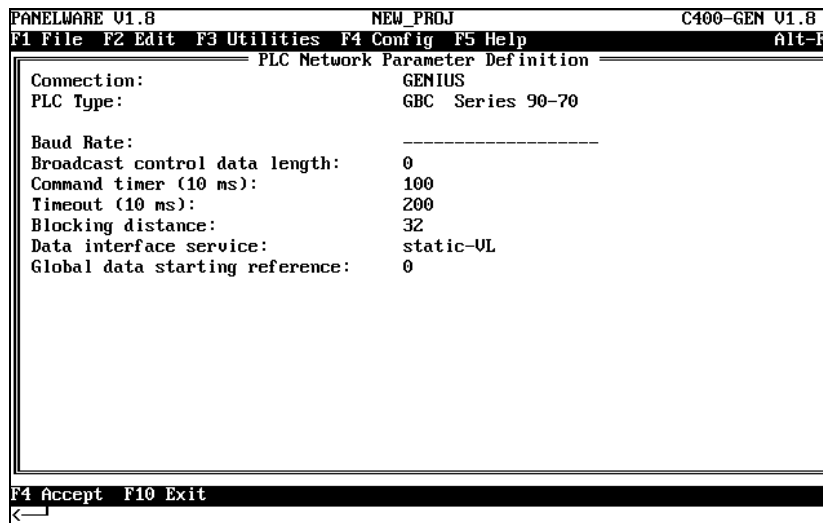 PANELWARE V1.8 NEW_PROJ C400-GEN V1.8
F1 File F2 Edit F3 Utilities F4 Config F5 Help Alt-F
PLC Network Parameter Definition
Connection: GENIUS
PLC Type: GBC Series 90-70
Baud Rate: -------------------
Broadcast control data length: 0
Command timer (10 ms): 100
Timeout (10 ms): 200
Blocking distance: 32
Data interface service: static-VL
Global data starting reference: 0
F4 Accept F10 Exit